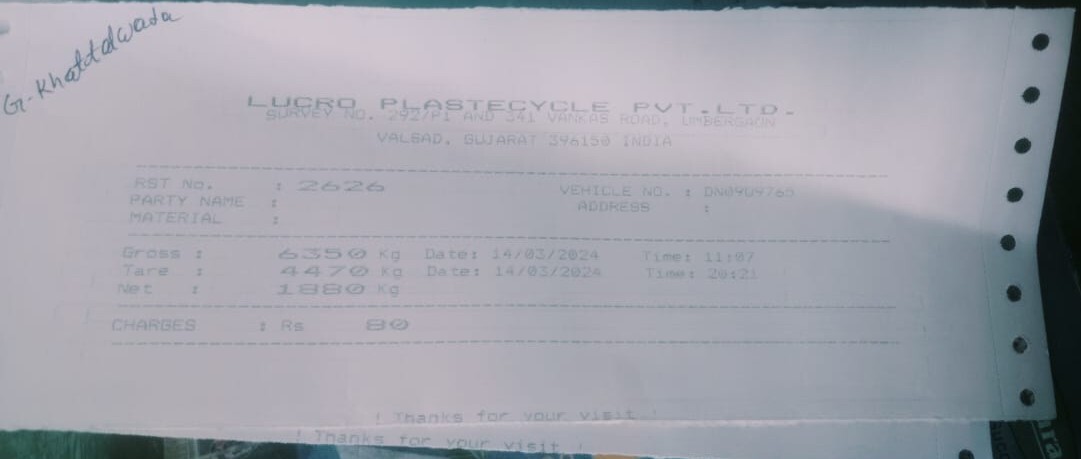 G-Khattalwada
LUCRO PLASTECYCLE PVT.LTD.
SURVEY NO. 292/P1 AND 341 VANKAS ROAD, UMBERGAON
VALSAD, GUJARAT 396150 INDIA
RST No. : 2626 VEHICLE NO. : DN09U9765
PARTY NAME : ADDRESS :
MATERIAL :
Gross : 6350 Kg Date: 14/03/2024 Time: 11:07
Tare : 4470 Kg Date: 14/03/2024 Time: 20:21
Net : 1880 Kg
CHARGES : Rs 80
! Thanks for your visit !
! Thanks for your visit !